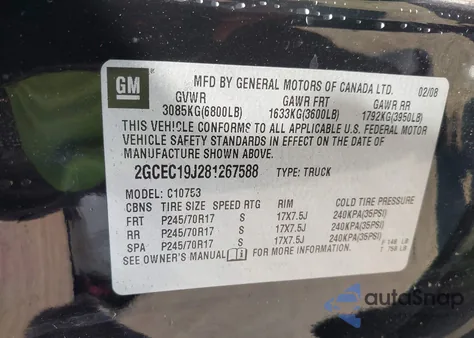 GM
MFD BY GENERAL MOTORS OF CANADA LTD. 02/08
GVWR GAWR FRT GAWR RR
3085KG(6800LB) 1633KG(3600LB) 1792KG(3950LB)
THIS VEHICLE CONFORMS TO ALL APPLICABLE U.S. FEDERAL MOTOR
VEHICLE SAFETY STANDARDS IN EFFECT ON THE DATE OF
MANUFACTURE SHOWN ABOVE.
2GCEC19J281267588 TYPE: TRUCK
MODEL: C10753
CBNS TIRE SIZE SPEED RTG RIM COLD TIRE PRESSURE
FRT P245/70R17 S 17X7.5J 240KPA(35PSI)
RR P245/70R17 S 17X7.5J 240KPA(35PSI)
SPA P245/70R17 S 17X7.5J 240KPA(35PSI)
SEE OWNER'S MANUAL i FOR MORE INFORMATION.
LB
LB
autoSnap